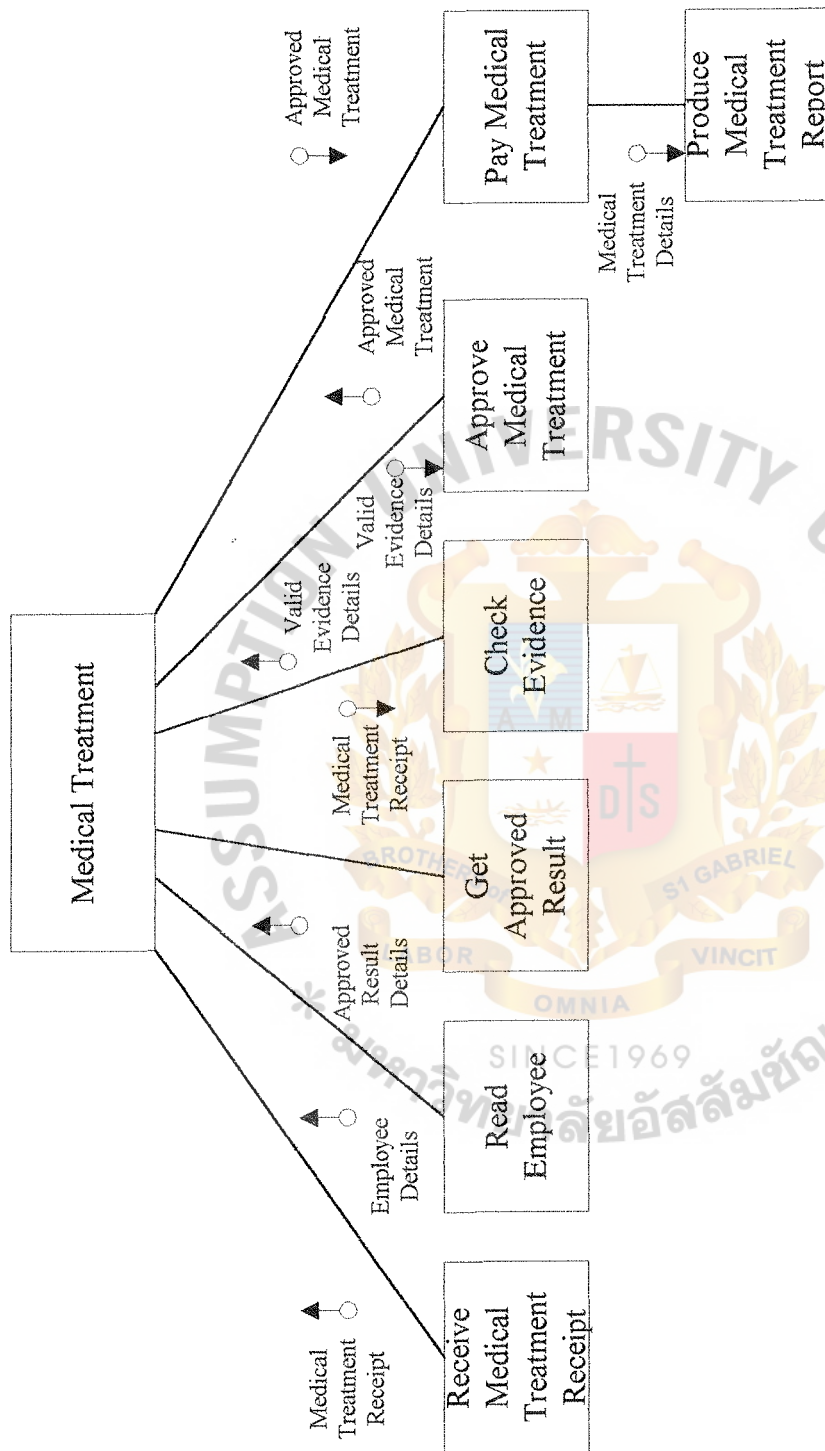 Medical Treatment
Medical
Treatment
Receipt
Employee
Details
Approved
Result
Details
Medical
Treatment
Receipt
Valid
Evidence
Details
Valid
Evidence
Details
Approved
Medical
Treatment
Approved
Medical
Treatment
Receive
Medical
Treatment
Receipt
Read
Employee
Get
Approved
Result
Check
Evidence
Approve
Medical
Treatment
Pay Medical
Treatment
Medical
Treatment
Details
Produce
Medical
Treatment
Report
ASSUMPTION UNIVERSITY
A M
D S
BROTHERS of
ST GABRIEL
LABOR
OMNIA
VINCIT
SINCE1969